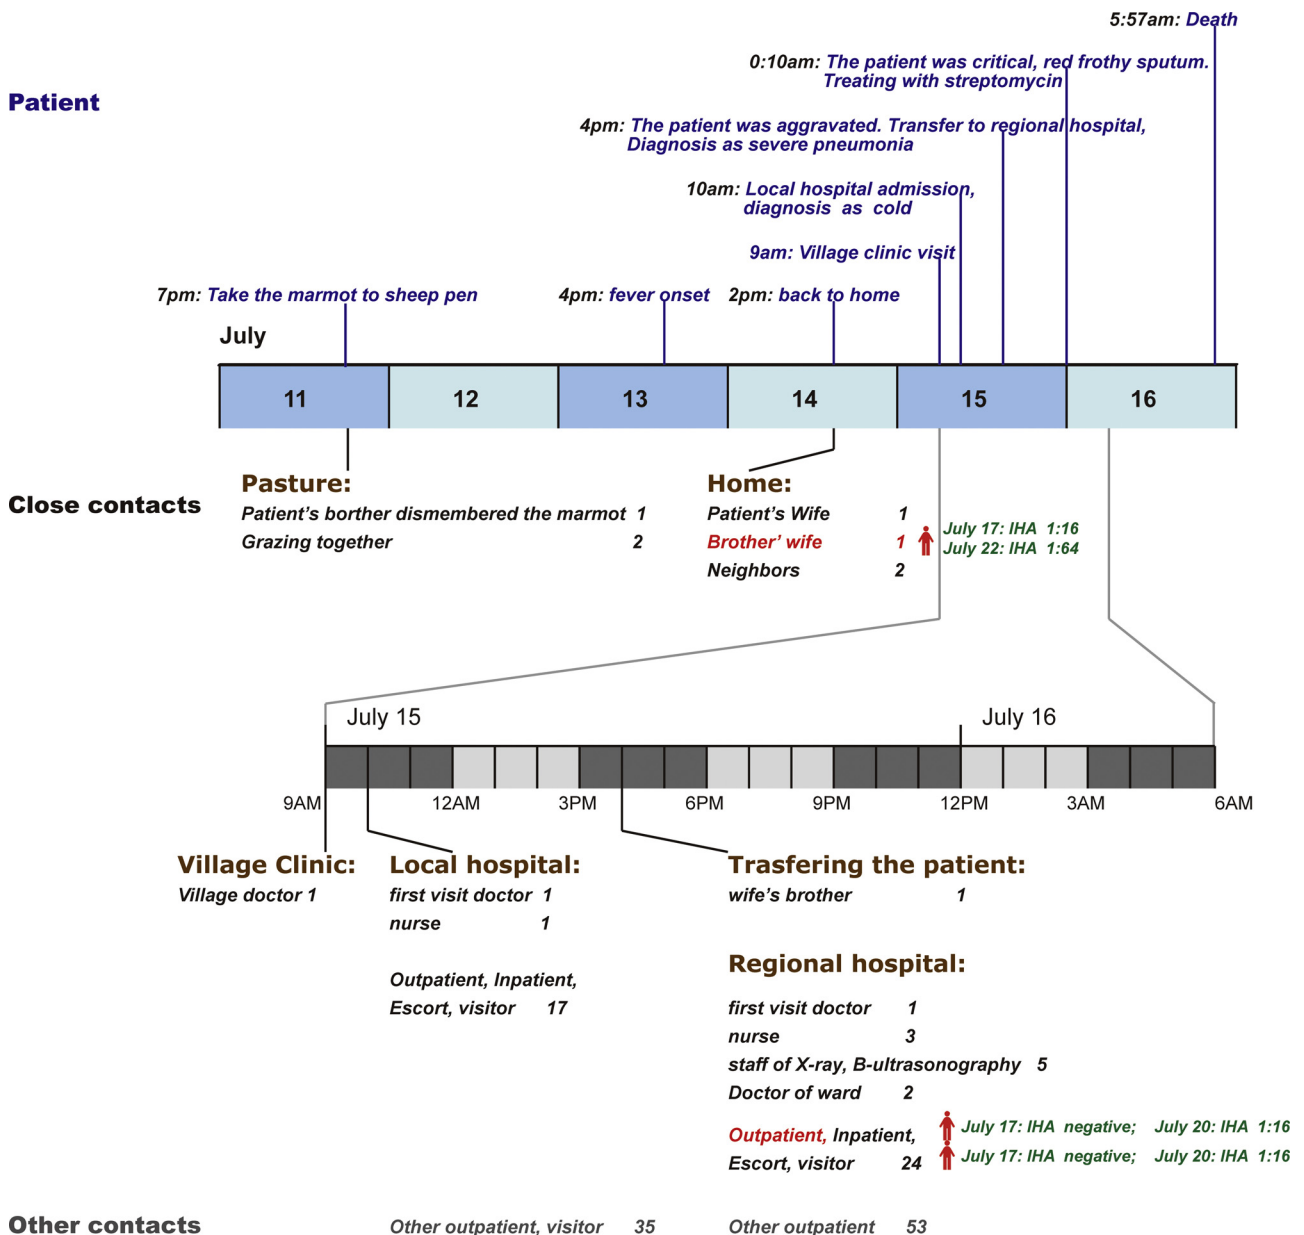 5:57am: Death
0:10am: The patient was critical, red frothy sputum.
Treating with streptomycin
Patient
4pm: The patient was aggravated. Transfer to regional hospital,
Diagnosis as severe pneumonia
10am: Local hospital admission,
diagnosis as cold
9am: Village clinic visit
7pm: Take the marmot to sheep pen
4pm: fever onset
2pm: back to home
July
11 12 13 14 15 16
Close contacts
Pasture:
Patient's borther dismembered the marmot 1
Grazing together 2
Home:
Patient's Wife 1
Brother' wife 1
July 17: IHA 1:16
July 22: IHA 1:64
Neighbors 2
July 15
July 16
9AM 12AM 3PM 6PM 9PM 12PM 3AM 6AM
Village Clinic:
Village doctor 1
Local hospital:
first visit doctor 1
nurse 1
Outpatient, Inpatient,
Escort, visitor 17
Trasfering the patient:
wife's brother 1
Regional hospital:
first visit doctor 1
nurse 3
staff of X-ray, B-ultrasonography 5
Doctor of ward 2
Outpatient, Inpatient,
Escort, visitor 24
July 17: IHA negative; July 20: IHA 1:16
July 17: IHA negative; July 20: IHA 1:16
Other contacts
Other outpatient, visitor 35
Other outpatient 53